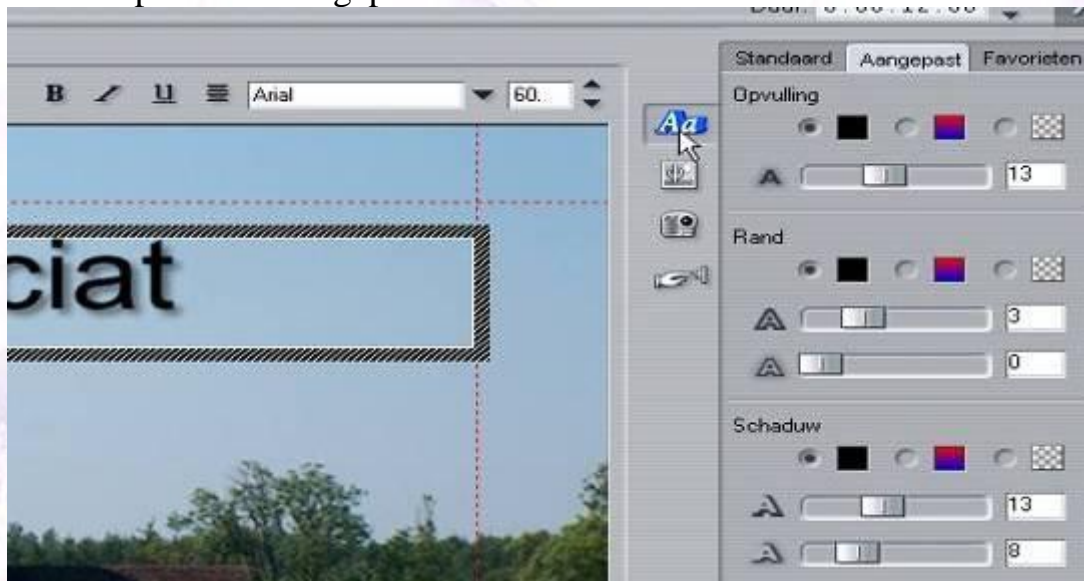 Standaard Aangepast Favorieten
B I U Arial 60.
Opvulling
13
Rand
3
0
ciat
Schaduw
13
8